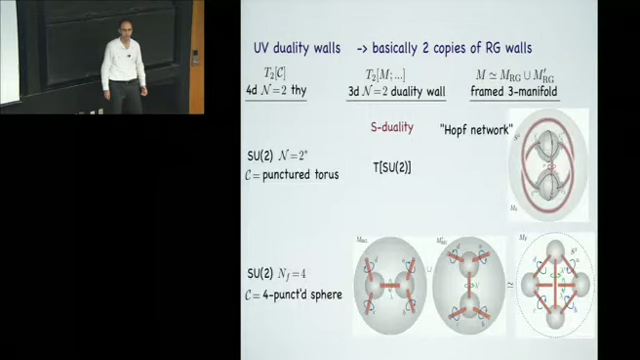 UV duality walls -> basically 2 copies of RG walls
T₂[C] T₂[M; ...] M ≃ M_RG ∪ M'_RG
4d N=2 thy 3d N=2 duality wall framed 3-manifold
S-duality "Hopf network"
SU(2) N=2* T[SU(2)]
C= punctured torus
M_RG M'_RG
SU(2) N_f=4 ∪ ≃
C= 4-punct'd sphere